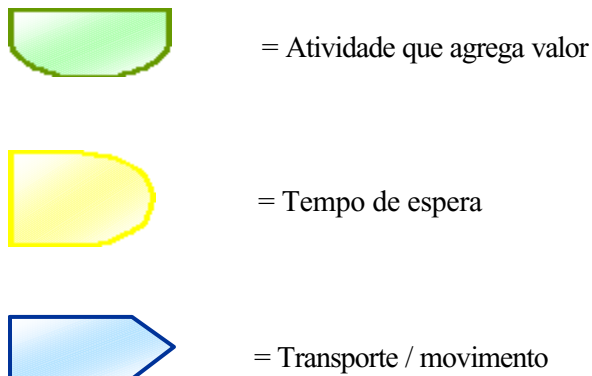 = Atividade que agrega valor
= Tempo de espera
= Transporte / movimento